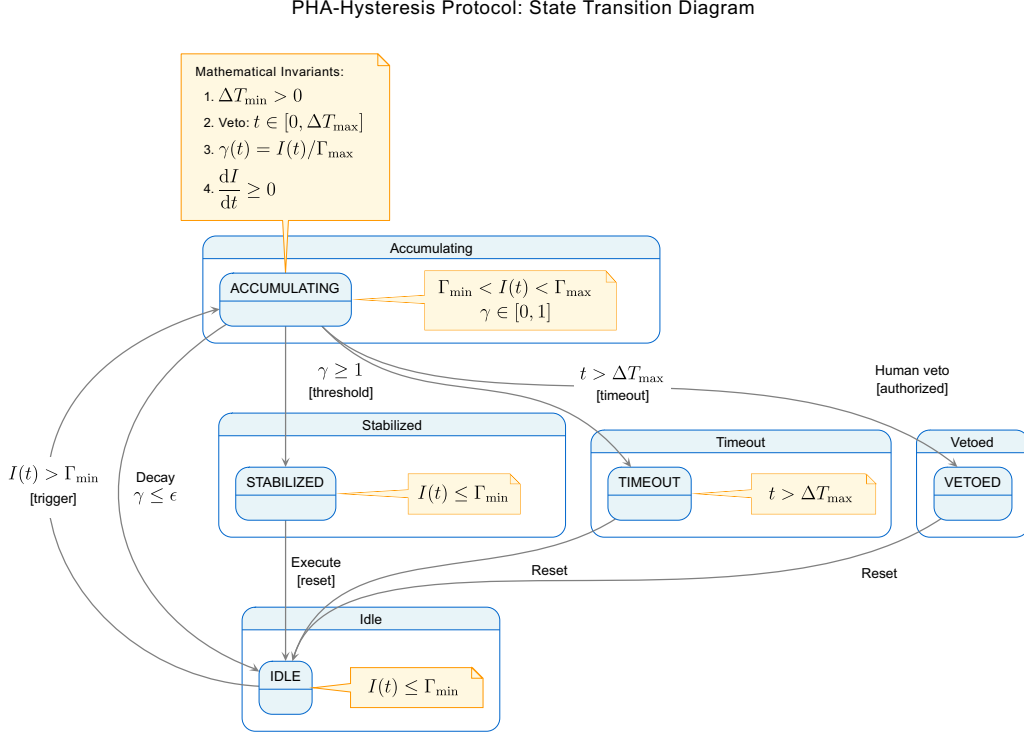 PHA-Hysteresis Protocol: State Transition Diagram
Mathematical Invariants:
1. ΔT_min > 0
2. Veto: t ∈ [0, ΔT_max]
3. γ(t) = I(t)/Γ_max
4. dI/dt ≥ 0
Accumulating
ACCUMULATING
Γ_min < I(t) < Γ_max
γ ∈ [0, 1]
γ ≥ 1
[threshold]
t > ΔT_max
[timeout]
Human veto
[authorized]
Stabilized
STABILIZED
I(t) ≤ Γ_min
Timeout
TIMEOUT
t > ΔT_max
Vetoed
VETOED
I(t) > Γ_min
[trigger]
Decay
γ ≤ ϵ
Execute
[reset]
Reset
Reset
Idle
IDLE
I(t) ≤ Γ_min